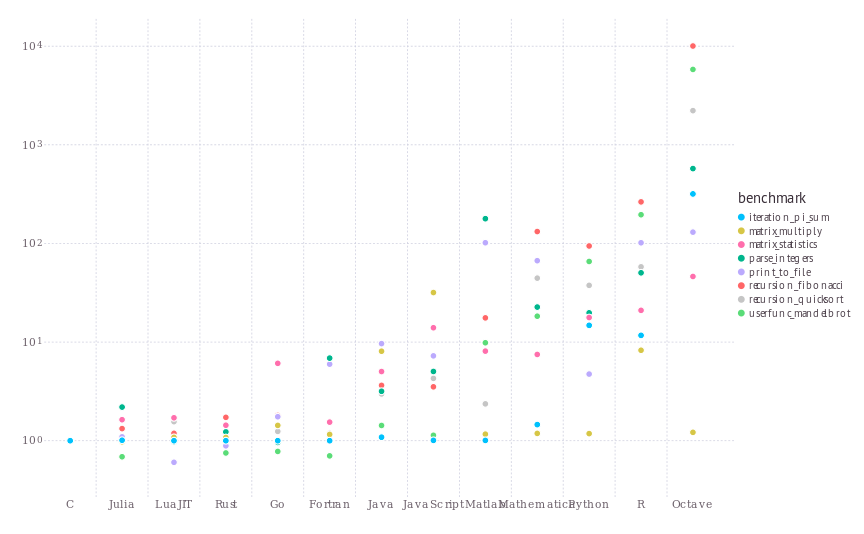 10⁴
10³
10²
10¹
10⁰
C Julia LuaJIT Rust Go Fortran Java JavaScript Matlab Mathematica Python R Octave
benchmark
iteration_pi_sum
matrix_multiply
matrix_statistics
parse_integers
print_to_file
recursion_fibonacci
recursion_quicksort
userfunc_mandelbrot